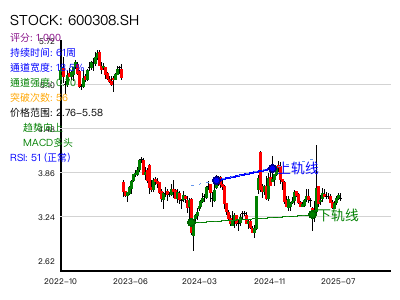 STOCK: 600308.SH
评分: 1.000
5.72
持续时间: 61周
通道宽度:
通道强度:
5.10
突破次数:
价格范围: 2.76-5.58
趋势向上
4.48
MACD多头
RSI: 51 (正常)
3.86
上轨线
3.24
下轨线
2.62
2022-10
2023-06
2024-03
2024-11
2025-07